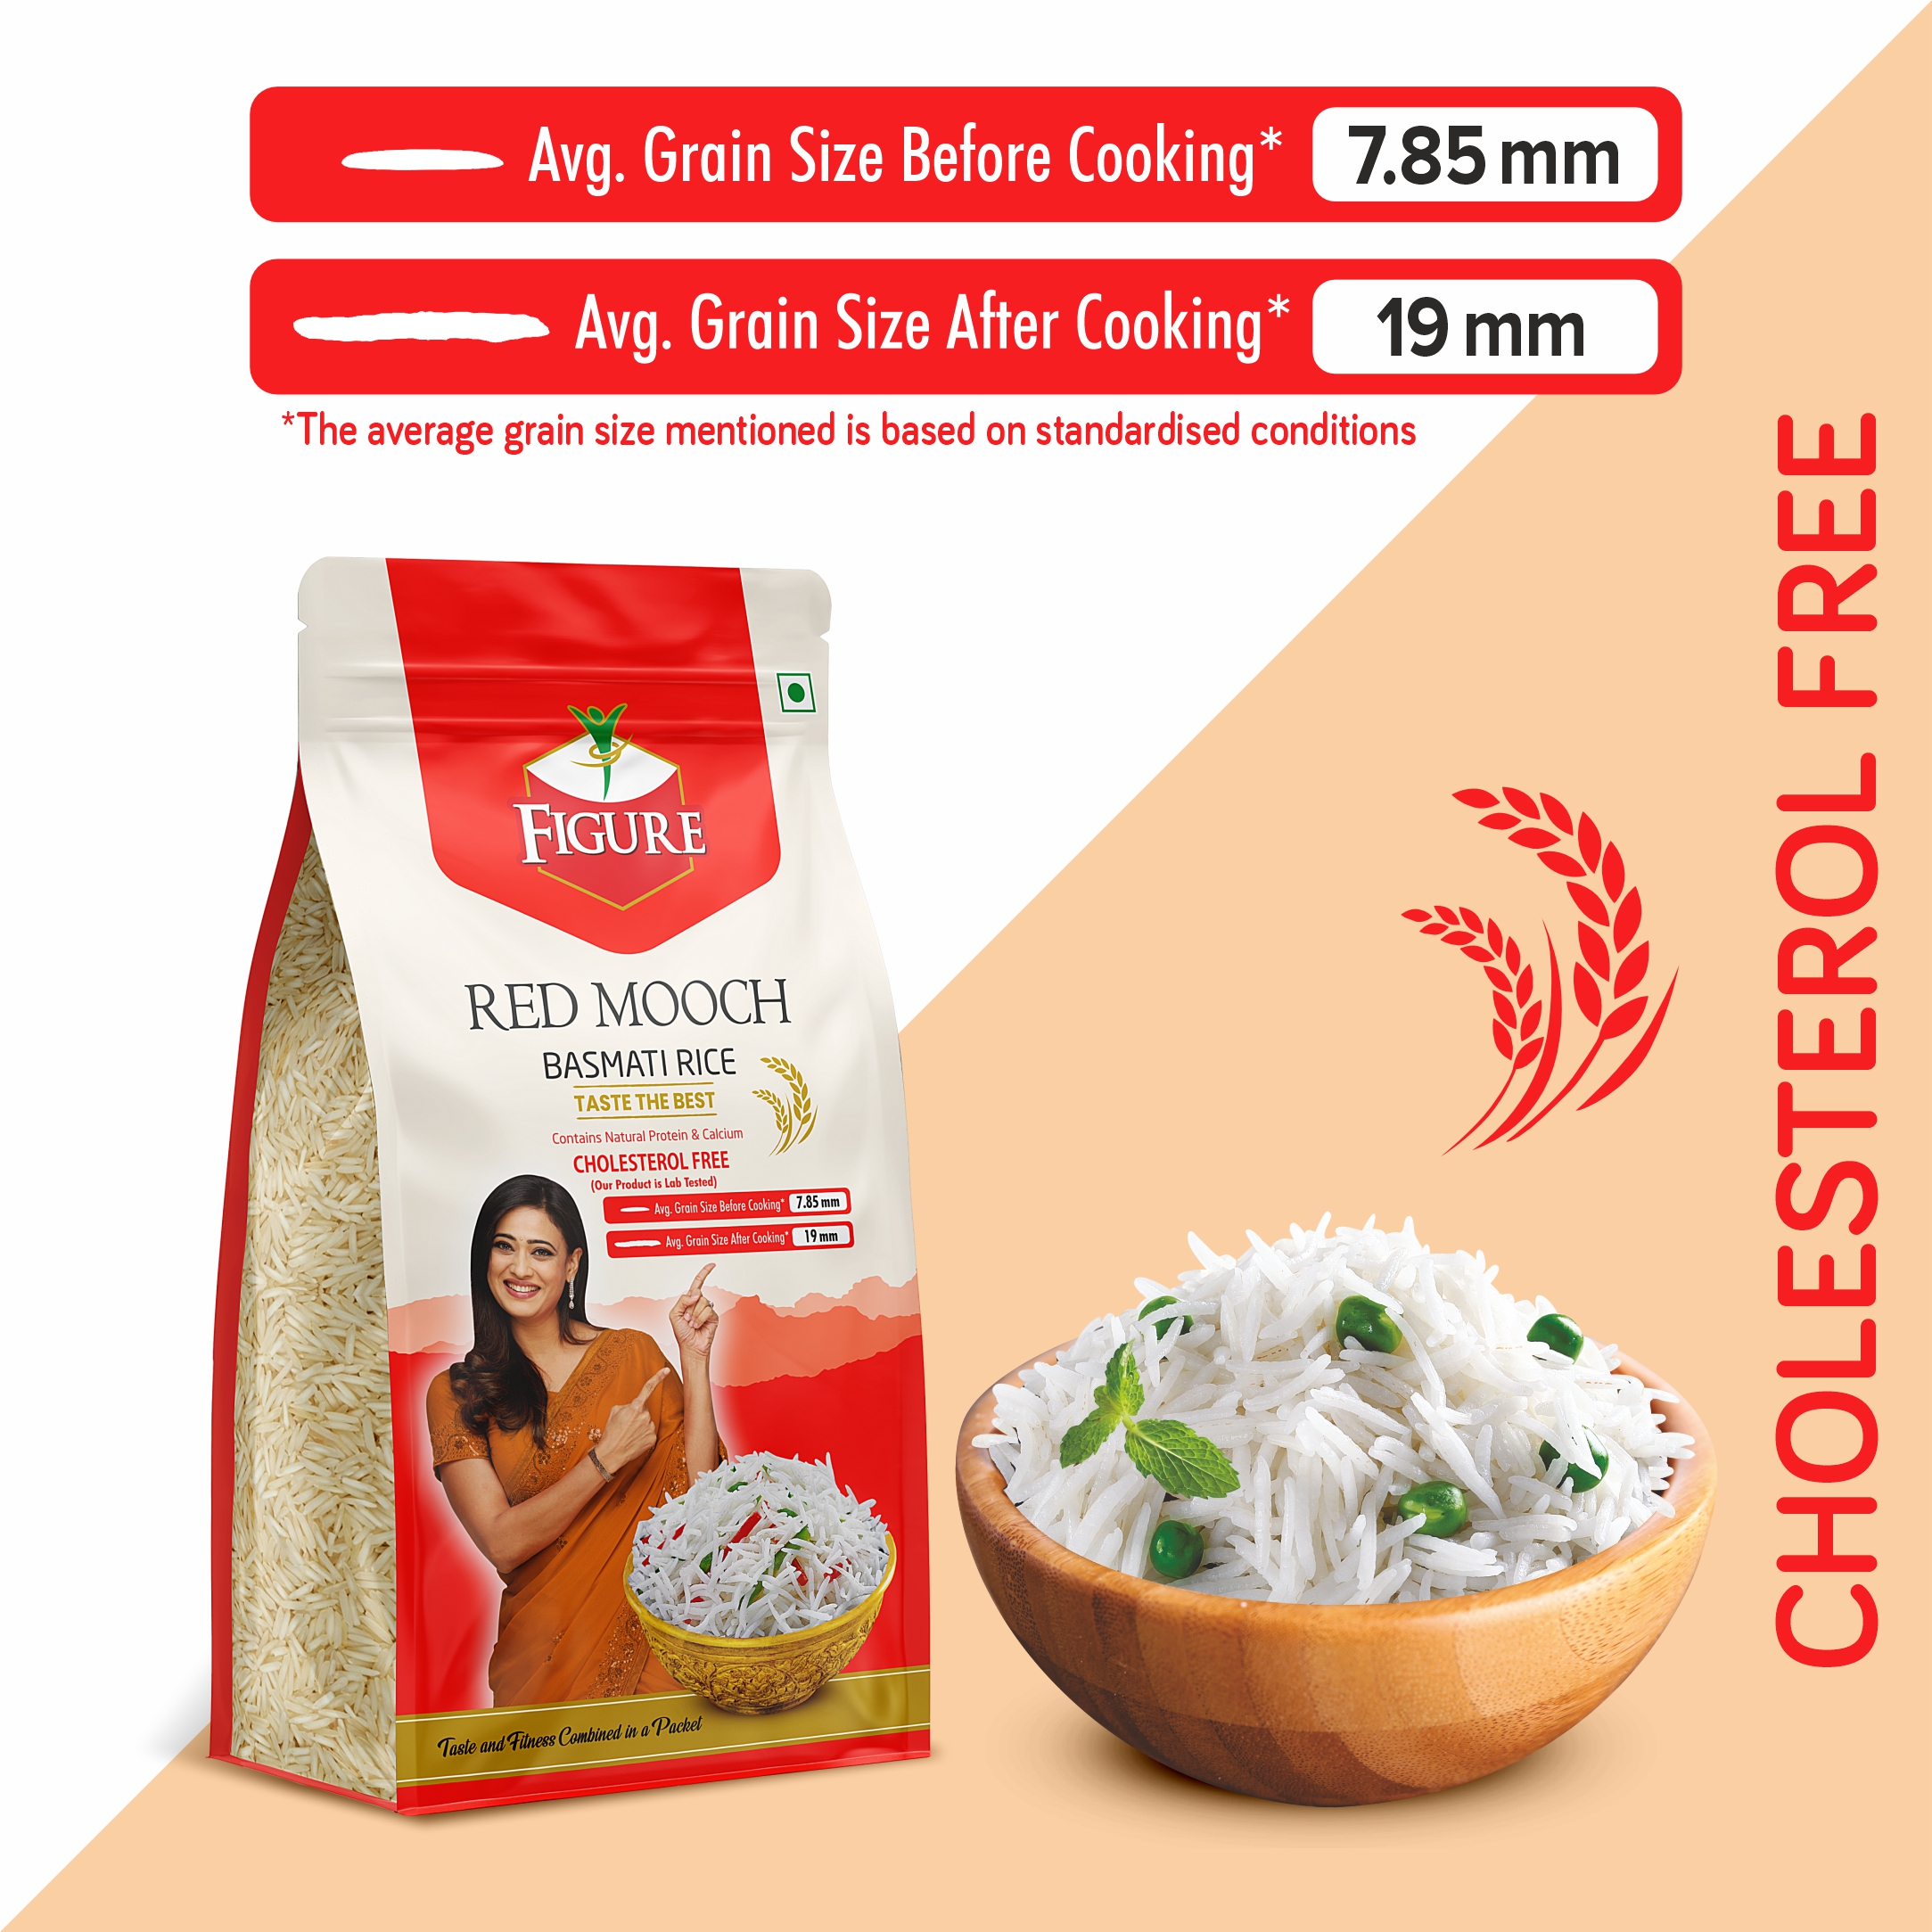 Avg. Grain Size Before Cooking* 7.85 mm
Avg. Grain Size After Cooking* 19 mm
*The average grain size mentioned is based on standardised conditions
FIGURE
RED MOOCH
BASMATI RICE
TASTE THE BEST
Contains Natural Protein & Calcium
CHOLESTEROL FREE
(Our Product is Lab Tested)
Avg. Grain Size Before Cooking* 7.85 mm
Avg. Grain Size After Cooking* 19 mm
Taste and Fitness Combined in a Packet
CHOLESTEROL FREE